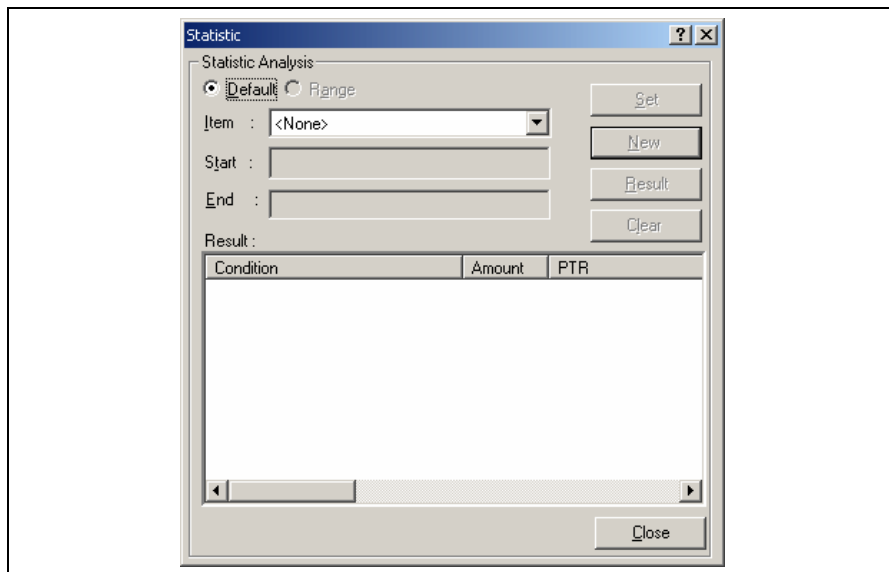 Statistic
Statistic Analysis
Default Range
Item : <None>
Start :
End :
Set
New
Result
Clear
Result :
Condition Amount PTR
Close